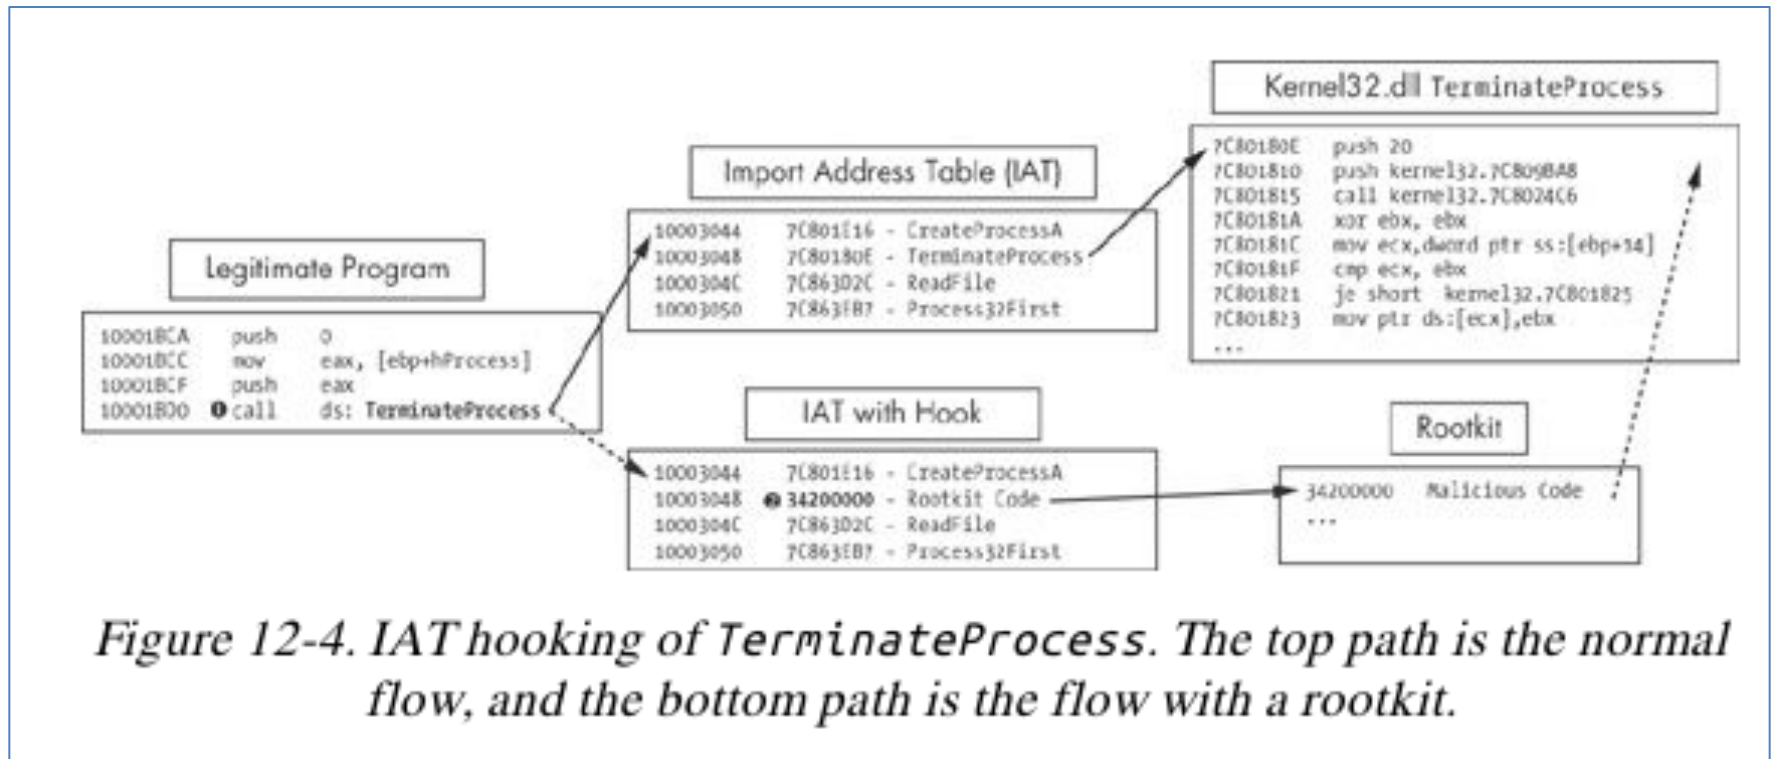 Legitimate Program
10001BCA push 0
10001BCC mov eax, [ebp+hProcess]
10001BCF push eax
10001BD0 ❶ call ds: TerminateProcess
Import Address Table (IAT)
10003044 7C801E16 - CreateProcessA
10003048 7C80180E - TerminateProcess
1000304C 7C863D2C - ReadFile
10003050 7C863EB7 - Process32First
Kernel32.dll TerminateProcess
7C80180E push 20
7C801810 push kernel32.7C809BA8
7C801815 call kernel32.7C8024C6
7C80181A xor ebx, ebx
7C80181C mov ecx,dword ptr ss:[ebp+14]
7C80181F cmp ecx, ebx
7C801821 je short kernel32.7C801825
7C801823 mov ptr ds:[ecx],ebx
...
IAT with Hook
10003044 7C801E16 - CreateProcessA
10003048 ❷ 34200000 - Rootkit Code
1000304C 7C863D2C - ReadFile
10003050 7C863EB7 - Process32First
Rootkit
34200000 Malicious Code
...
Figure 12-4. IAT hooking of TerminateProcess. The top path is the normal
flow, and the bottom path is the flow with a rootkit.